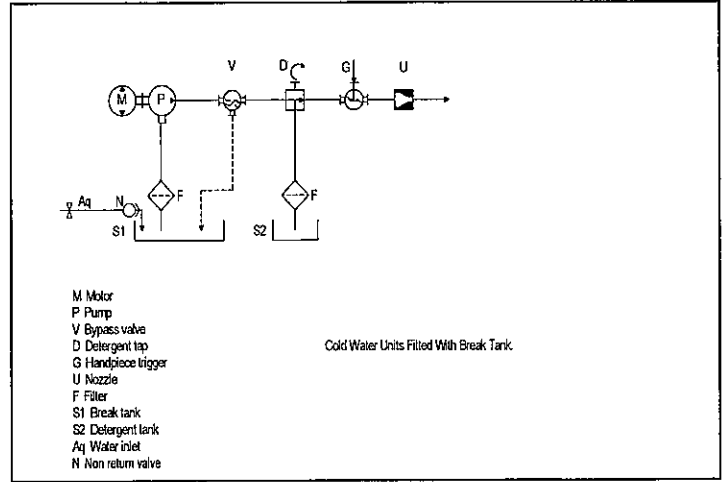 V D G U
M P
F F
Aq N
S1 S2
M Motor
P Pump
V Bypass valve
D Detergent tap
G Handpiece trigger
U Nozzle
F Filter
S1 Break tank
S2 Detergent tank
Aq Water inlet
N Non return valve
Cold Water Units Fitted With Break Tank.